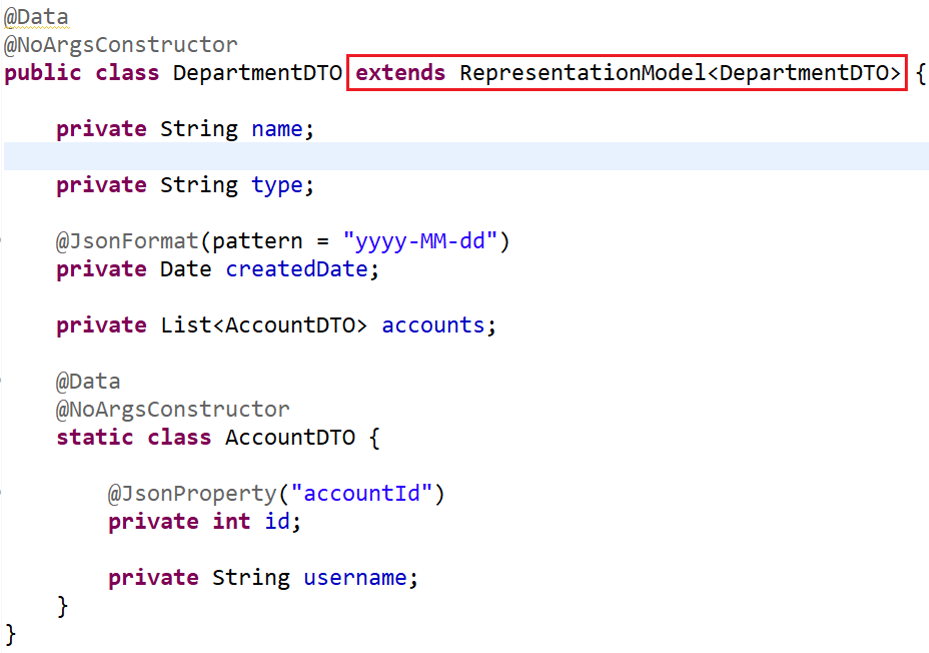 @Data
@NoArgsConstructor
public class DepartmentDTO extends RepresentationModel<DepartmentDTO> {
private String name;
private String type;
@JsonFormat(pattern = "yyyy-MM-dd")
private Date createdDate;
private List<AccountDTO> accounts;
@Data
@NoArgsConstructor
static class AccountDTO {
@JsonProperty("accountId")
private int id;
private String username;
}
}